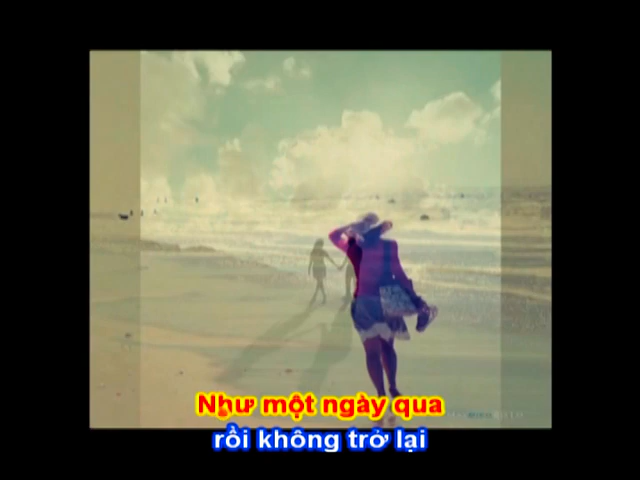 Như một ngày qua
rồi không trở lại